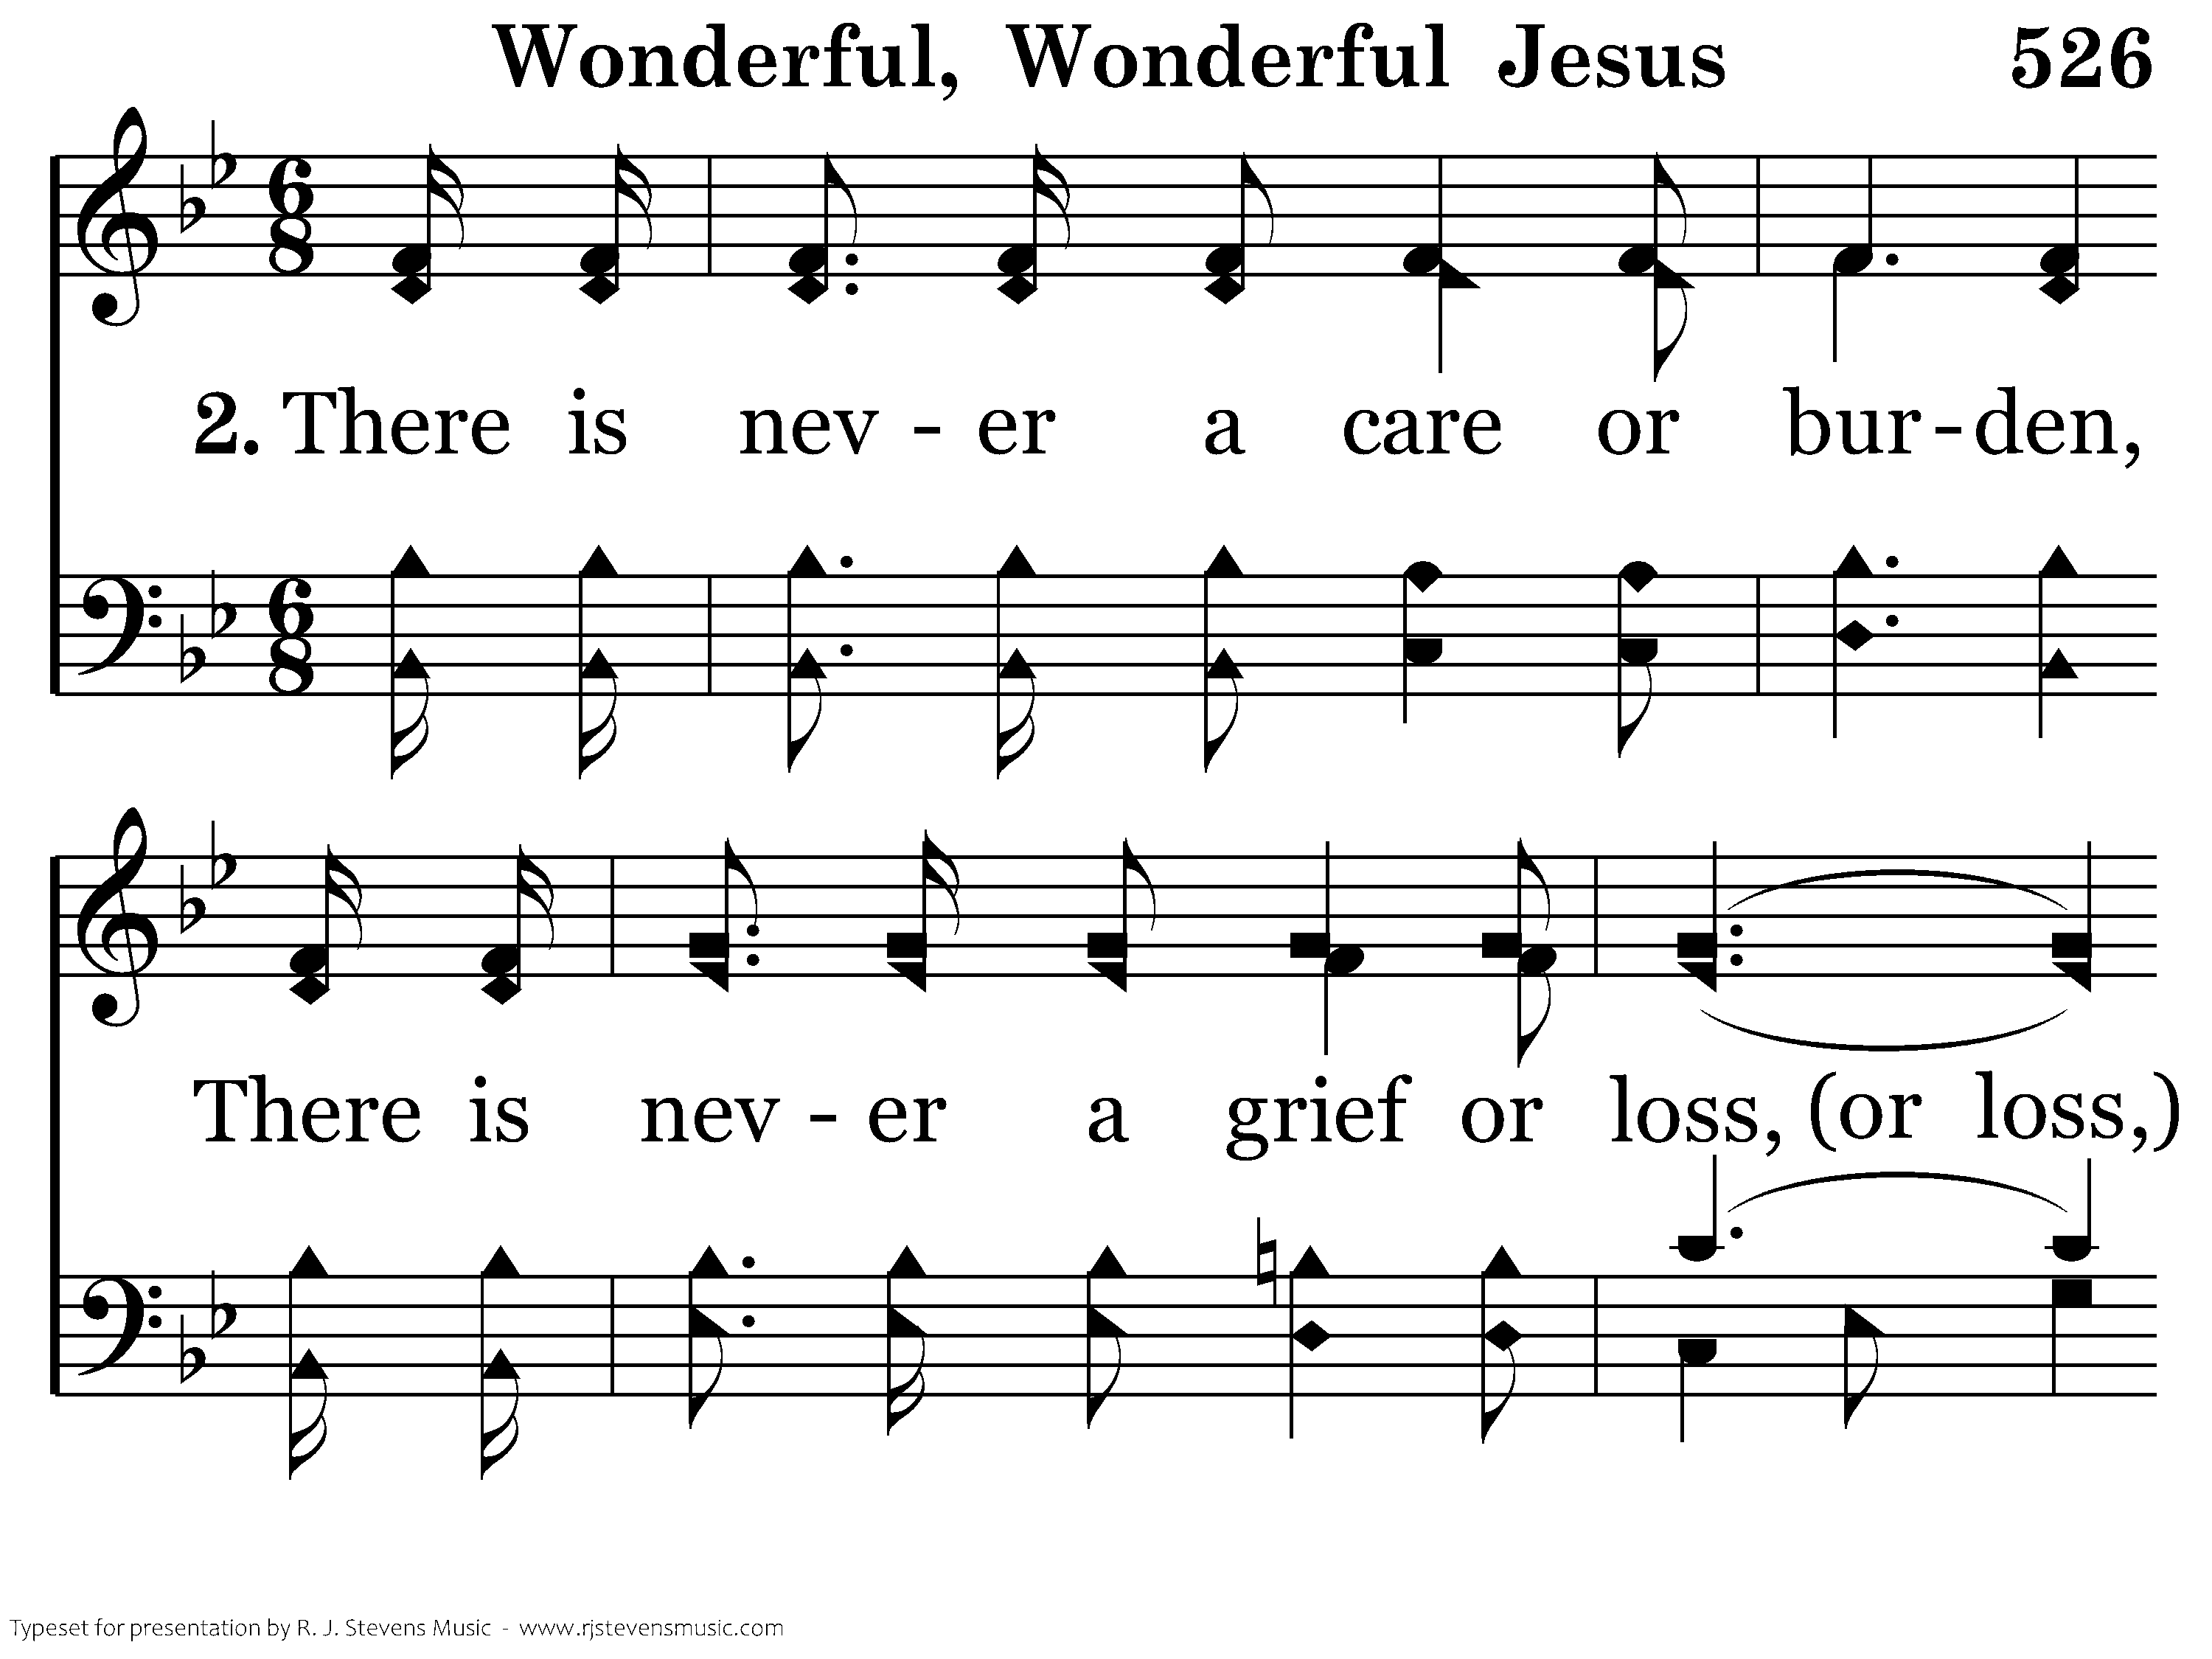 Wonderful, Wonderful Jesus 526
2. There is nev - er a care or bur - den,
There is nev - er a grief or loss, (or loss,)
Typeset for presentation by R. J. Stevens Music - www.rjstevensmusic.com